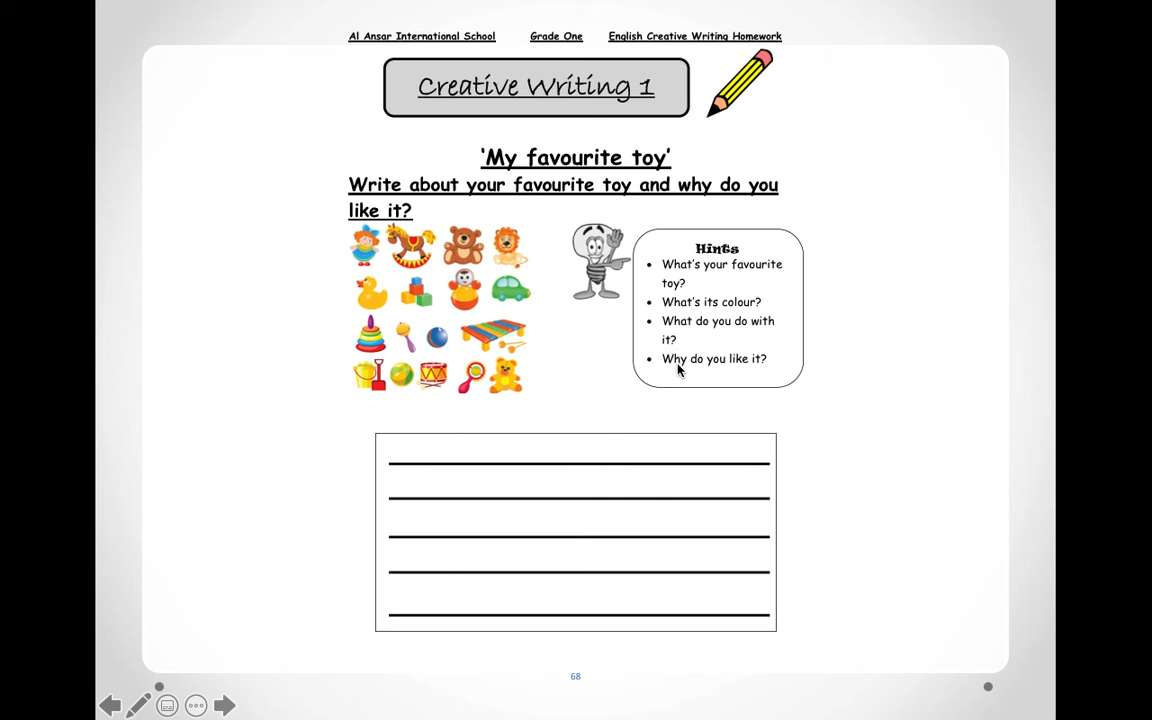 Al Ansar International School Grade One English Creative Writing Homework
Creative Writing 1
‘My favourite toy’
Write about your favourite toy and why do you
like it?
Hints
• What's your favourite
toy?
• What's its colour?
• What do you do with
it?
• Why do you like it?
68